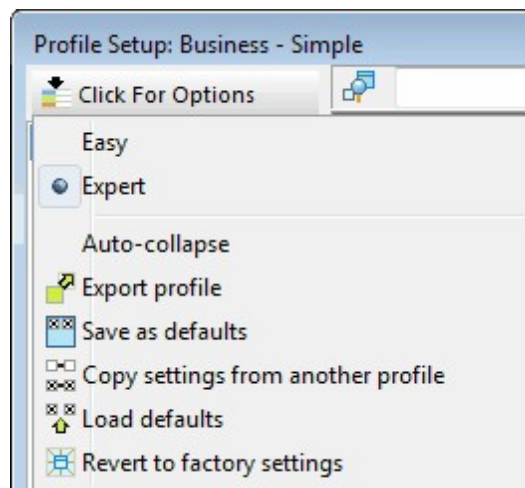 Profile Setup: Business - Simple
Click For Options
Easy
Expert
Auto-collapse
Export profile
Save as defaults
Copy settings from another profile
Load defaults
Revert to factory settings